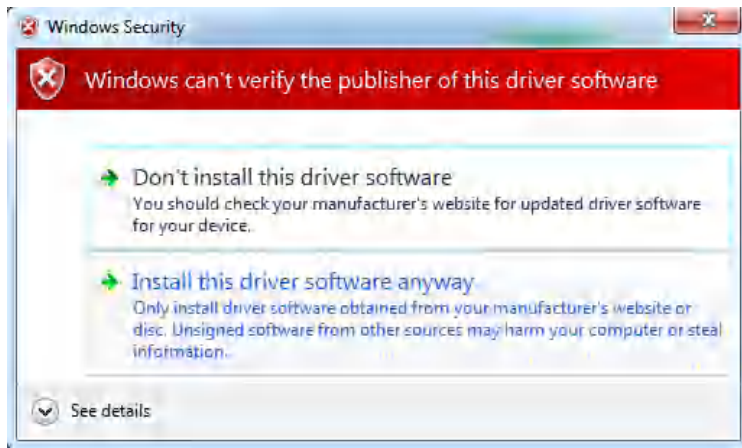 Windows Security
Windows can't verify the publisher of this driver software
Don't install this driver software
You should check your manufacturer's website for updated driver software
for your device.
Install this driver software anyway
Only install driver software obtained from your manufacturer's website or
disc. Unsigned software from other sources may harm your computer or steal
information.
See details